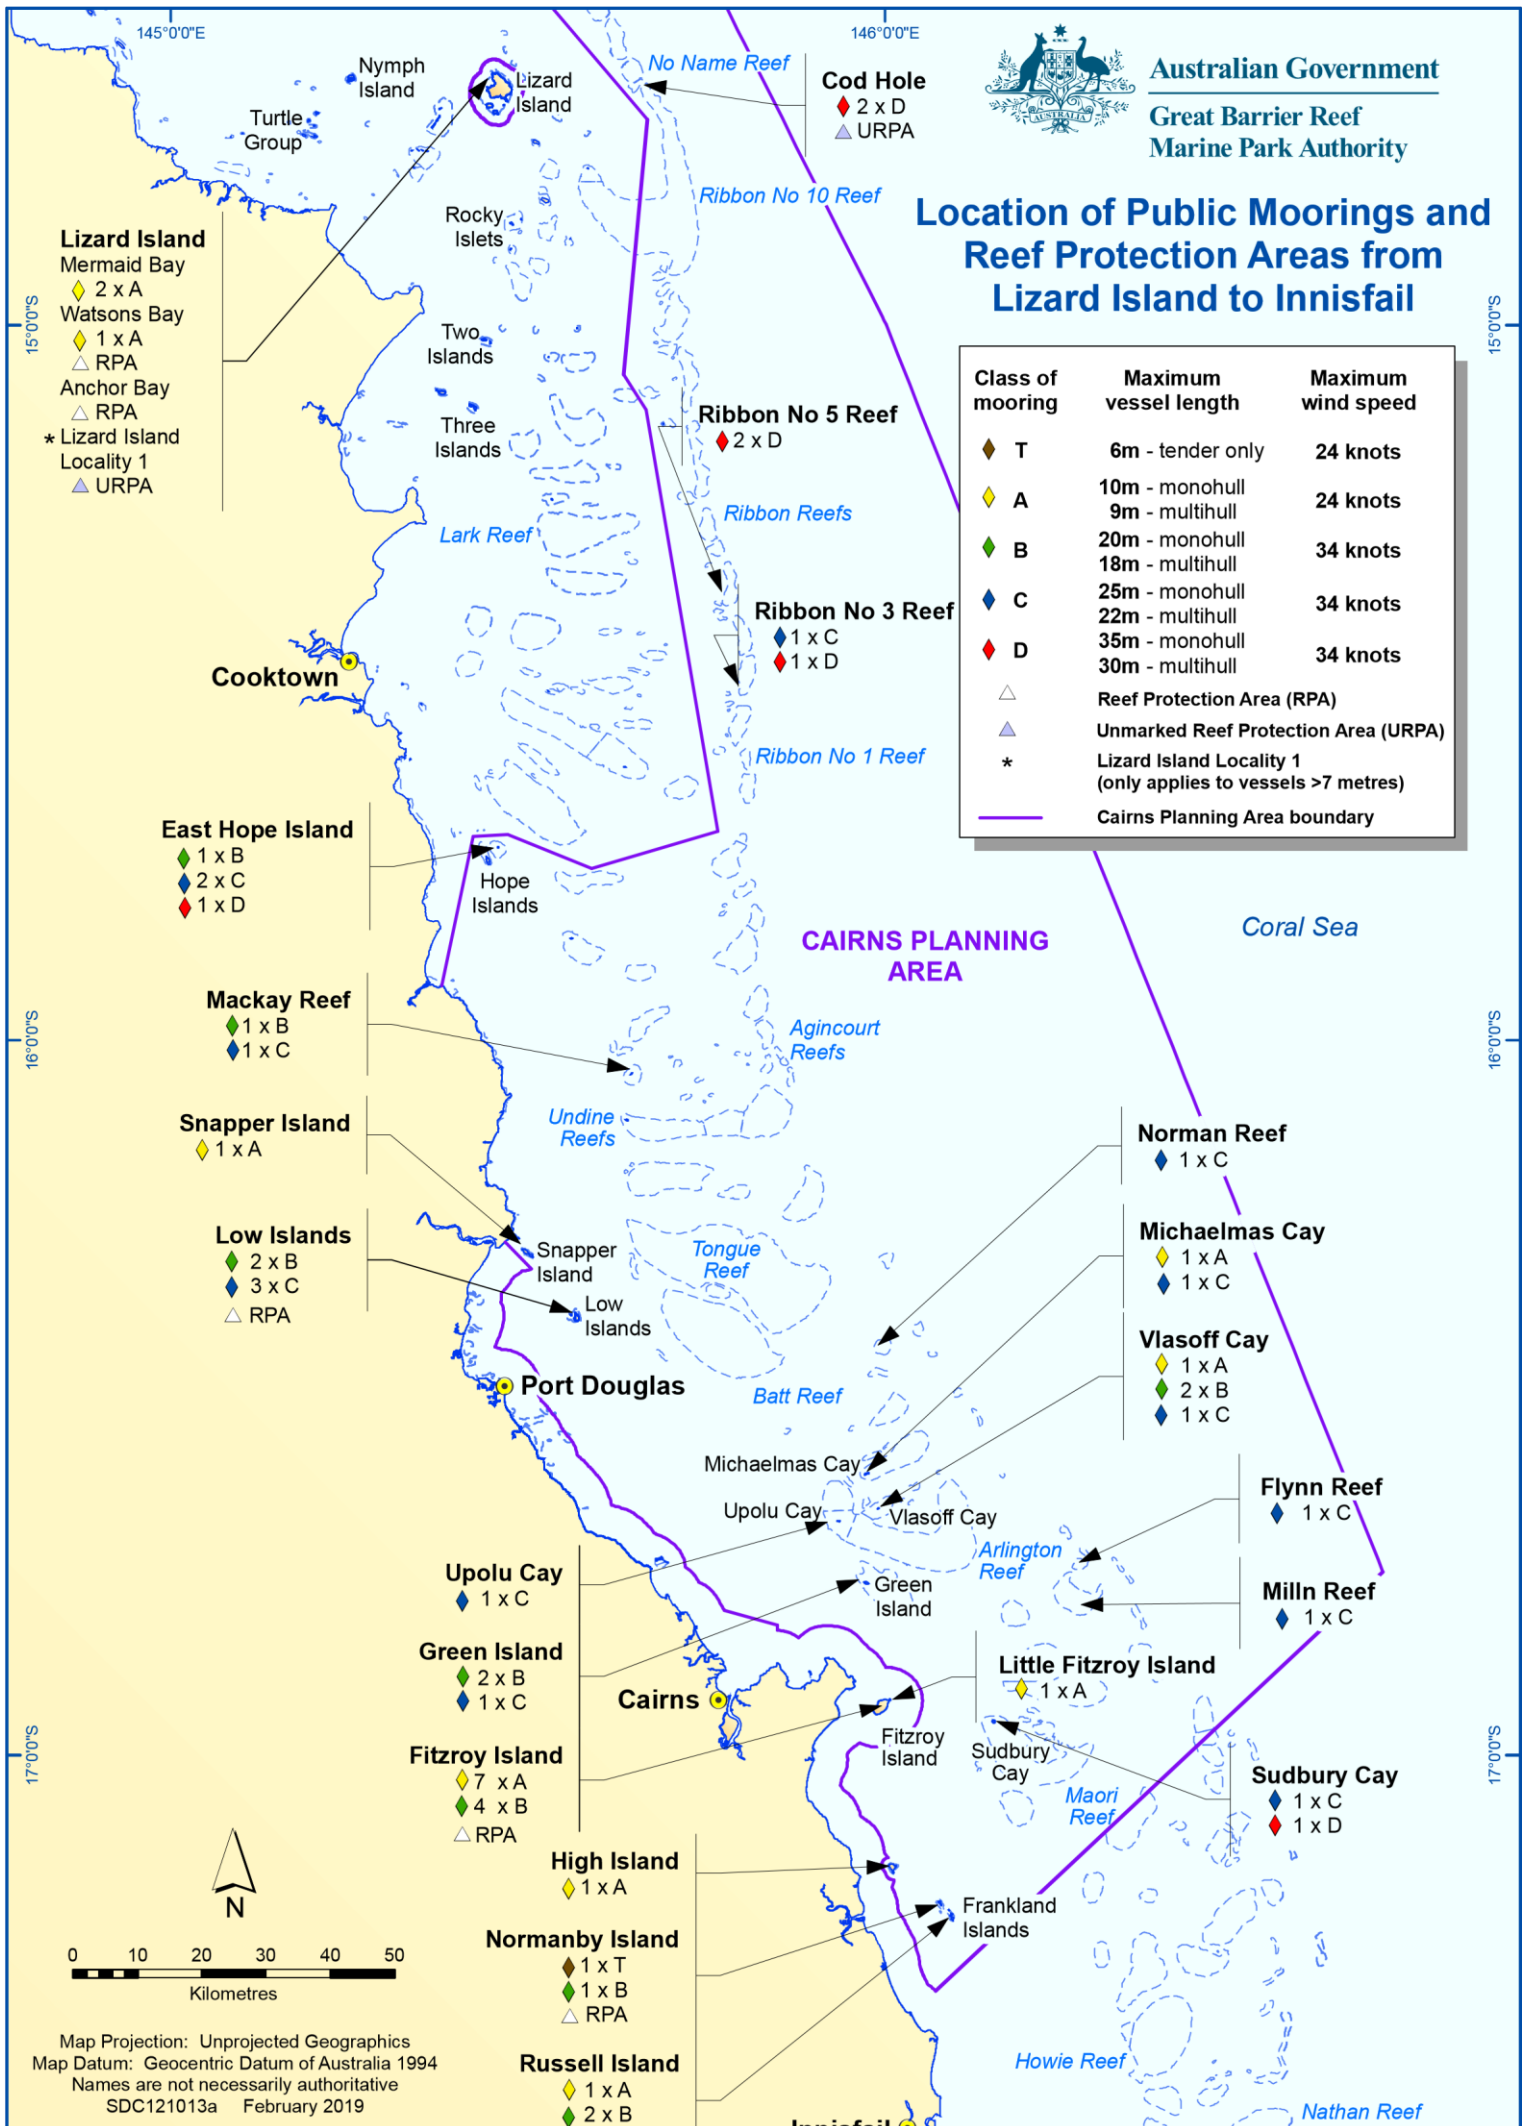 145°0'0"E
146°0'0"E
Australian Government
Great Barrier Reef
Marine Park Authority
AUSTRALIA
Location of Public Moorings and
Reef Protection Areas from
Lizard Island to Innisfail
Class of
mooring
Maximum
vessel length
Maximum
wind speed
T
6m - tender only
24 knots
A
10m - monohull
9m - multihull
24 knots
B
20m - monohull
18m - multihull
34 knots
C
25m - monohull
22m - multihull
34 knots
D
35m - monohull
30m - multihull
34 knots
Reef Protection Area (RPA)
Unmarked Reef Protection Area (URPA)
* Lizard Island Locality 1
(only applies to vessels >7 metres)
Cairns Planning Area boundary
Nymph
Island
Lizard
Island
Turtle
Group
No Name Reef
Cod Hole
2 x D
URPA
Ribbon No 10 Reef
Rocky
Islets
Lizard Island
Mermaid Bay
2 x A
Watsons Bay
1 x A
RPA
Anchor Bay
RPA
* Lizard Island
Locality 1
URPA
15°0'0"S
15°0'0"S
Two
Islands
Three
Islands
Ribbon No 5 Reef
2 x D
Ribbon Reefs
Lark Reef
Ribbon No 3 Reef
1 x C
1 x D
Cooktown
Ribbon No 1 Reef
East Hope Island
1 x B
2 x C
1 x D
Hope
Islands
CAIRNS PLANNING
AREA
Coral Sea
Mackay Reef
1 x B
1 x C
Agincourt
Reefs
16°0'0"S
16°0'0"S
Undine
Reefs
Snapper Island
1 x A
Norman Reef
1 x C
Low Islands
2 x B
3 x C
RPA
Snapper
Island
Low
Islands
Tongue
Reef
Michaelmas Cay
1 x A
1 x C
Vlasoff Cay
1 x A
2 x B
1 x C
Port Douglas
Batt Reef
Michaelmas Cay
Upolu Cay
Vlasoff Cay
Flynn Reef
1 x C
Arlington
Reef
Upolu Cay
1 x C
Green
Island
Milln Reef
1 x C
Green Island
2 x B
1 x C
Little Fitzroy Island
1 x A
Cairns
Fitzroy
Island
Sudbury
Cay
Fitzroy Island
7 x A
4 x B
RPA
17°0'0"S
17°0'0"S
Maori
Reef
Sudbury Cay
1 x C
1 x D
High Island
1 x A
Frankland
Islands
Normanby Island
1 x T
1 x B
RPA
N
0 10 20 30 40 50
Kilometres
Map Projection: Unprojected Geographics
Map Datum: Geocentric Datum of Australia 1994
Names are not necessarily authoritative
SDC121013a February 2019
Russell Island
1 x A
2 x B
Howie Reef
Nathan Reef
Innisfail